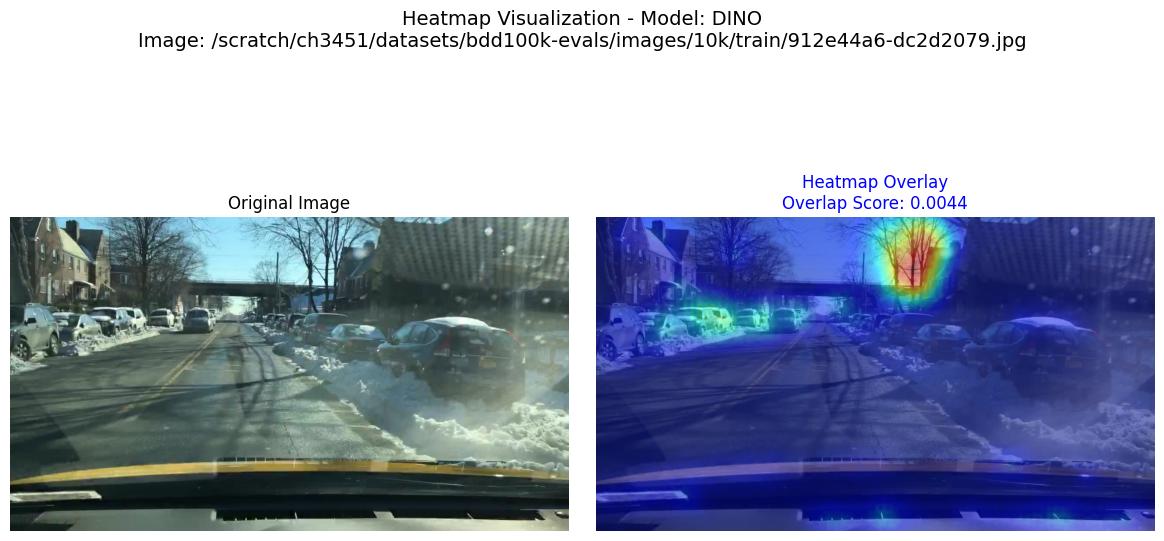 Heatmap Visualization - Model: DINO
Image: /scratch/ch3451/datasets/bdd100k-evals/images/10k/train/912e44a6-dc2d2079.jpg
Original Image
Heatmap Overlay
Overlap Score: 0.0044